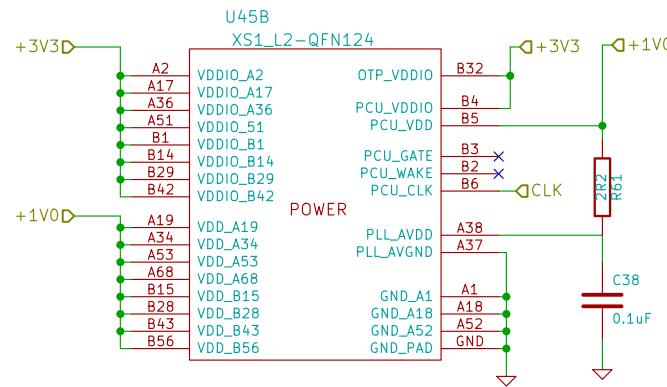 U45B
XS1_L2-QFN124
+3V3
+3V3
+1V0
A2 VDDIO_A2 OTP_VDDIO B32
A17 VDDIO_A17
A36 VDDIO_A36 PCU_VDDIO B4
A51 VDDIO_51 PCU_VDD B5
B1 VDDIO_B1
B14 VDDIO_B14 PCU_GATE B3
B29 VDDIO_B29 PCU_WAKE B2
B42 VDDIO_B42 PCU_CLK B6 CLK
2R2
R61
POWER
+1V0
A19 VDD_A19 PLL_AVDD A38
A34 VDD_A34 PLL_AVGND A37
A53 VDD_A53
A68 VDD_A68
C38
B15 VDD_B15 GND_A1 A1
B28 VDD_B28 GND_A18 A18
0.1uF
B43 VDD_B43 GND_A52 A52
B56 VDD_B56 GND_PAD GND